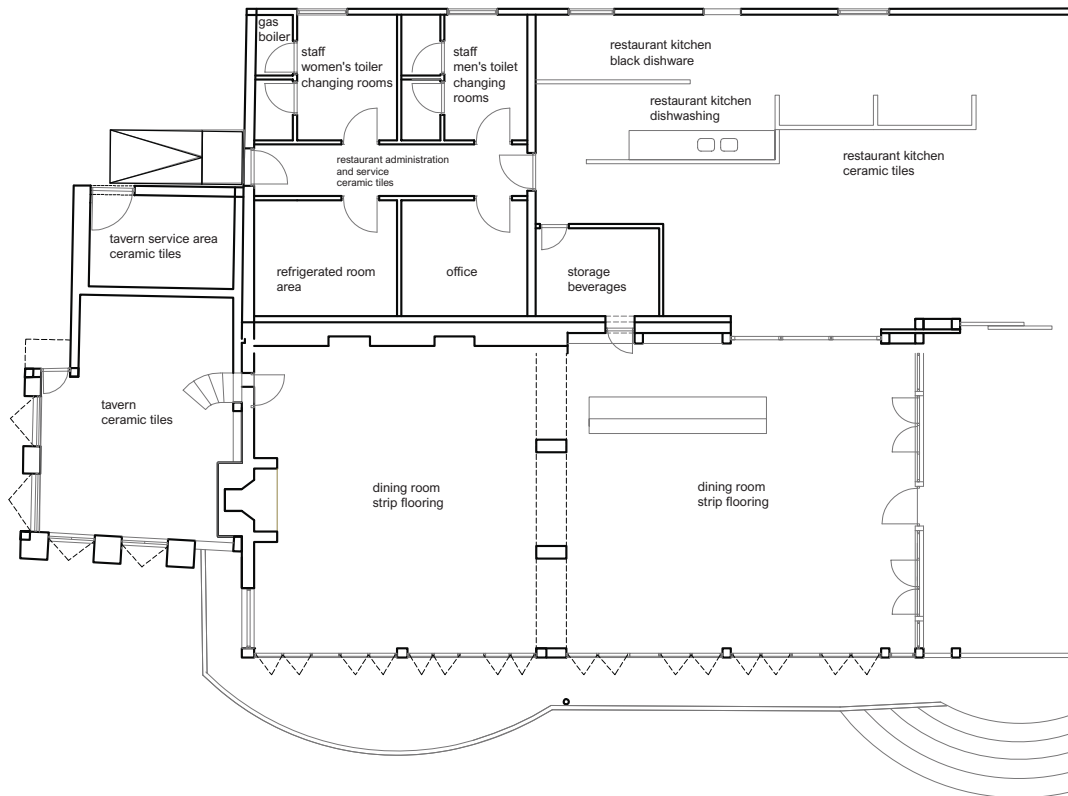 gas
boiler
staff
women's toiler
changing rooms
staff
men's toilet
changing
rooms
restaurant kitchen
black dishware
restaurant kitchen
dishwashing
restaurant kitchen
ceramic tiles
restaurant administration
and service
ceramic tiles
tavern service area
ceramic tiles
refrigerated room
area
office
storage
beverages
tavern
ceramic tiles
dining room
strip flooring
dining room
strip flooring